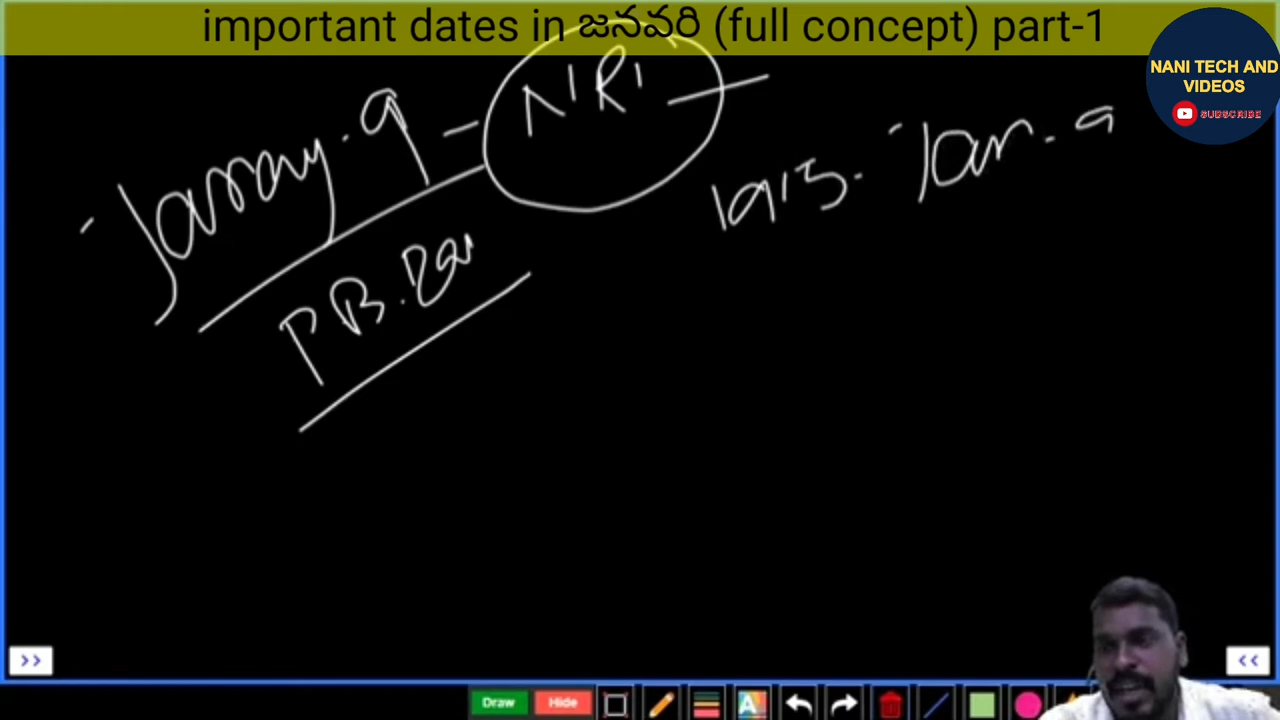 important dates in జనవరి (full concept) part-1
NANI TECH AND
VIDEOS
SUBSCRIBE
January. 9 - NRI -
1915. Jan. 9
P B.
>>
<<
Draw
Hide
A